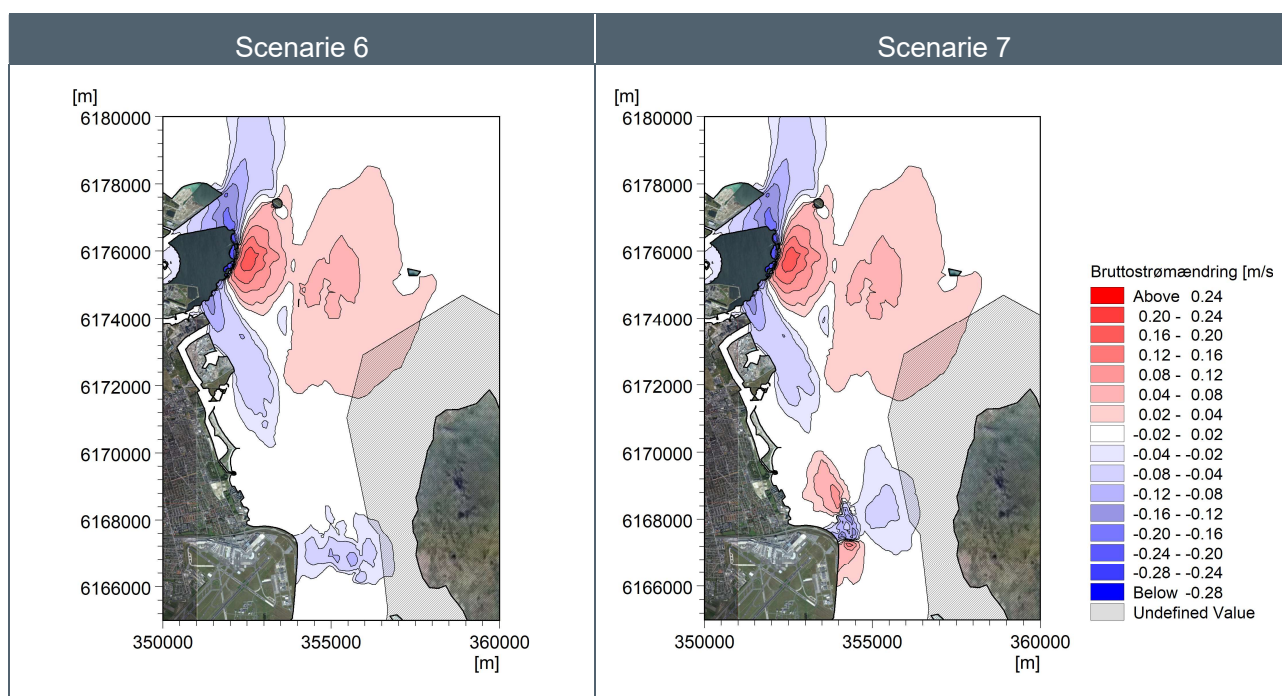 Scenarie 6
Scenarie 7
[m]
6180000
6178000
6176000
6174000
6172000
6170000
6168000
6166000
350000
355000
360000
[m]
[m]
6180000
6178000
6176000
6174000
6172000
6170000
6168000
6166000
350000
355000
360000
[m]
Bruttostrømændring [m/s
Above 0.24
0.20 - 0.24
0.16 - 0.20
0.12 - 0.16
0.08 - 0.12
0.04 - 0.08
0.02 - 0.04
-0.02 - 0.02
-0.04 - -0.02
-0.08 - -0.04
-0.12 - -0.08
-0.16 - -0.12
-0.20 - -0.16
-0.24 - -0.20
-0.28 - -0.24
Below -0.28
Undefined Value